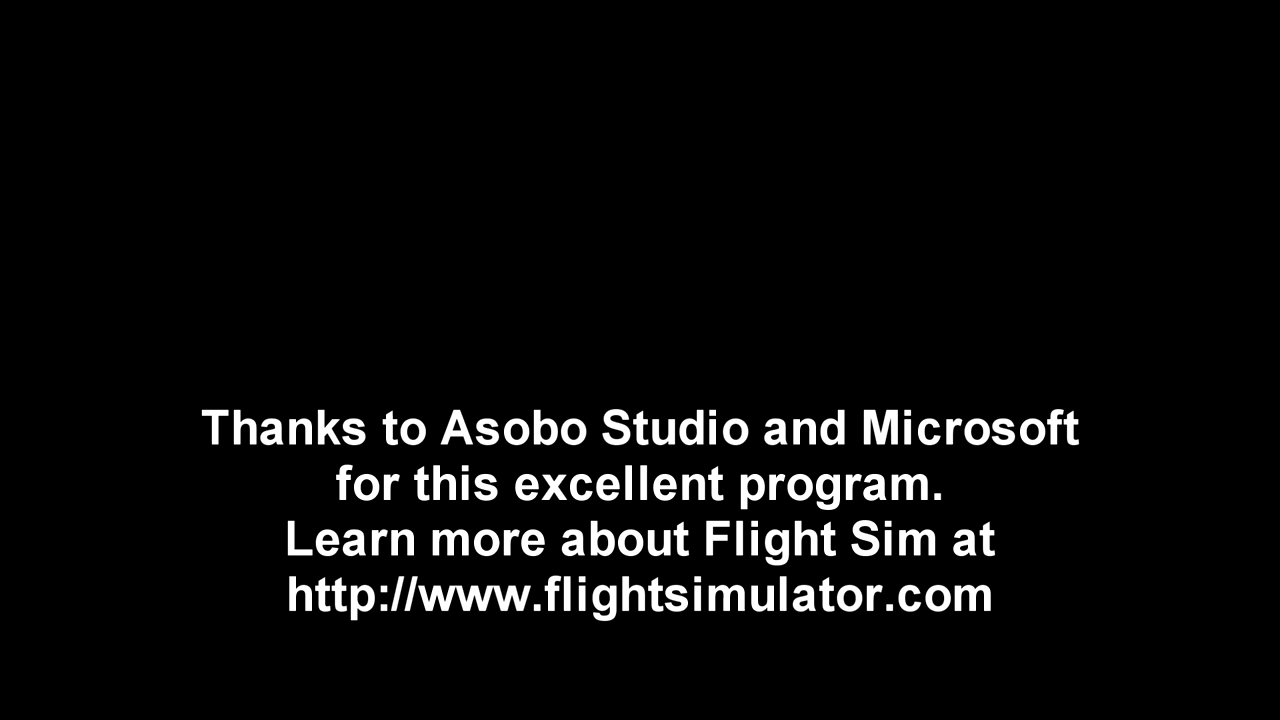 Thanks to Asobo Studio and Microsoft
for this excellent program.
Learn more about Flight Sim at
http://www.flightsimulator.com